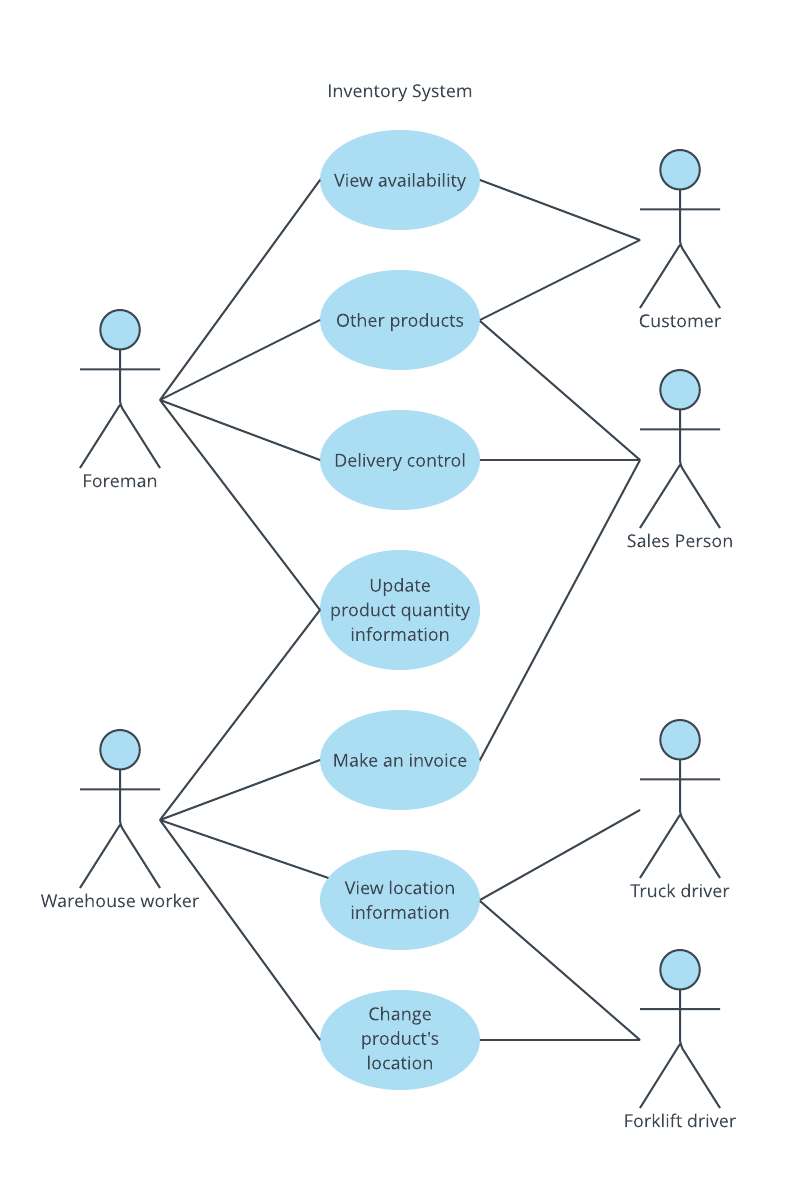 Inventory System
View availability
Other products
Customer
Delivery control
Foreman
Sales Person
Update
product quantity
information
Make an invoice
View location
information
Warehouse worker
Truck driver
Change
product's
location
Forklift driver